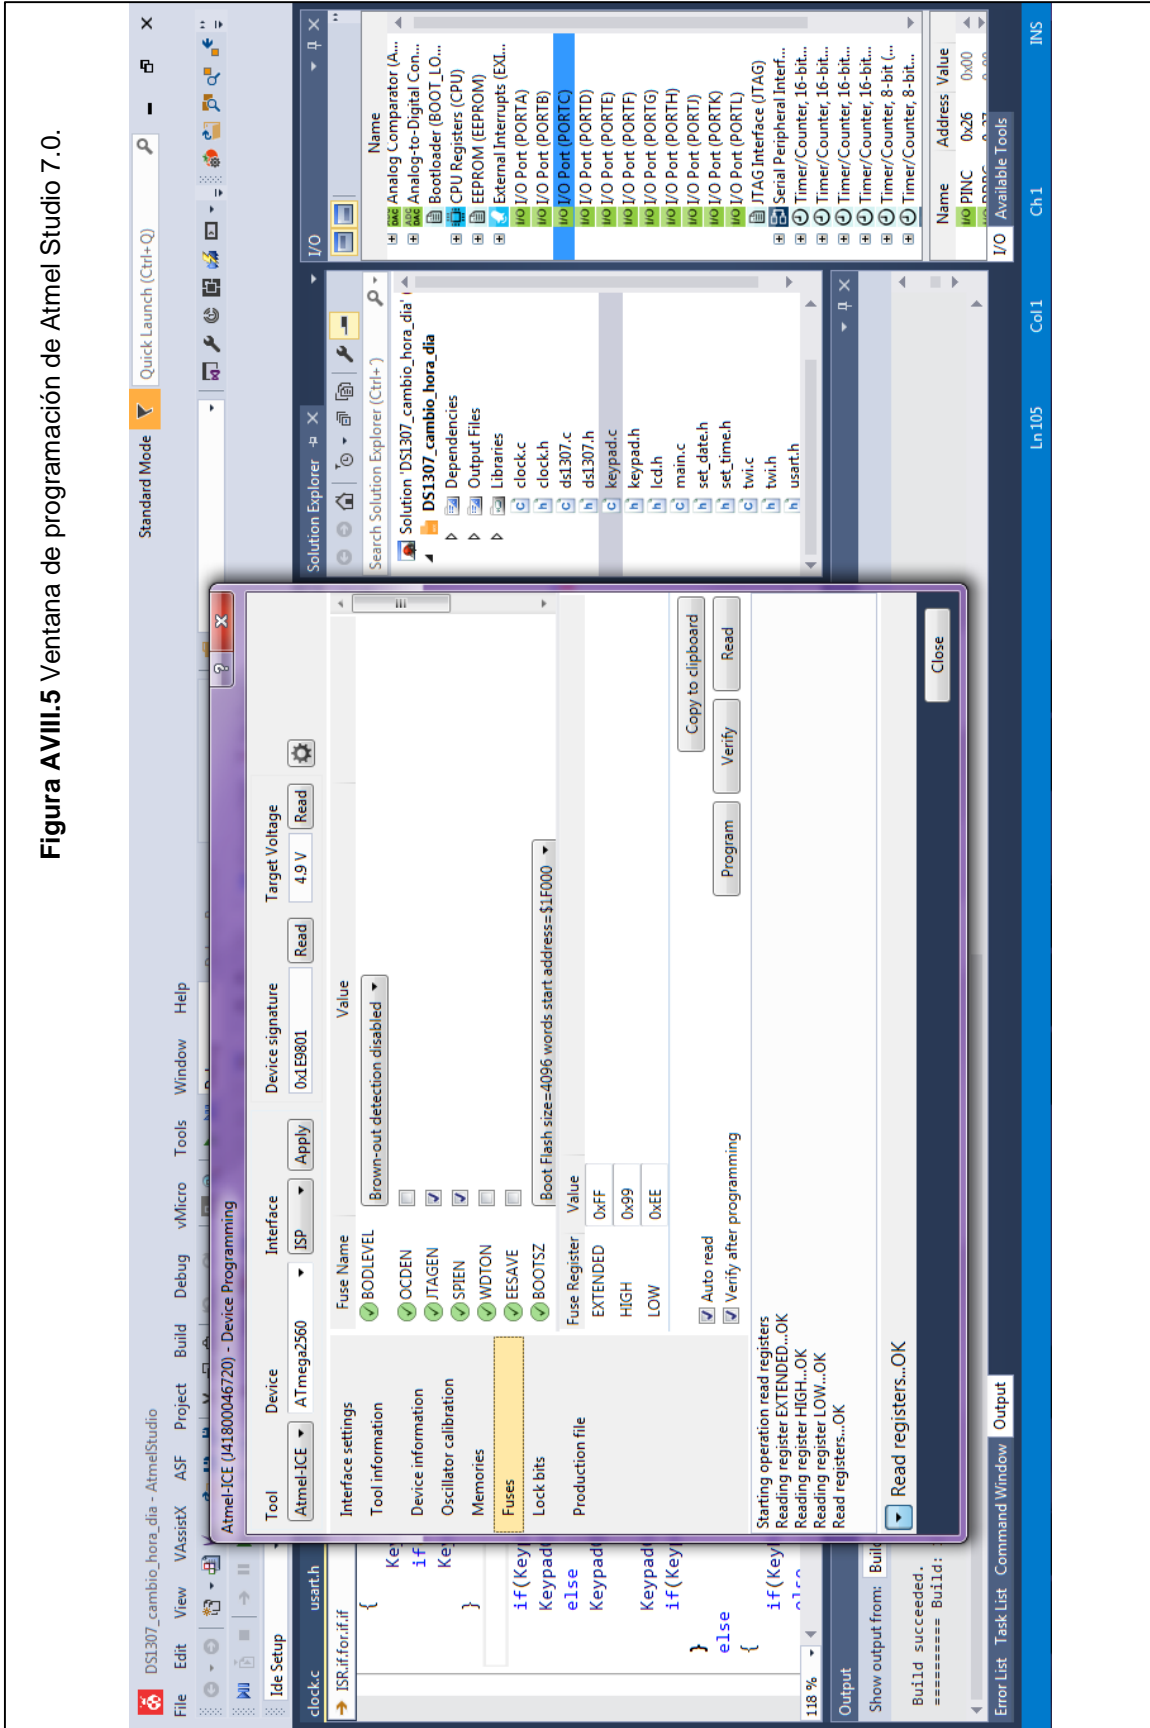 Figura AVIII.5 Ventana de programación de Atmel Studio 7.0.
DS1307_cambio_hora_dia - AtmelStudio
Standard Mode
Quick Launch (Ctrl+Q)
File Edit View VAssistX ASF Project Build Debug vMicro Tools Window Help
Ide Setup
clock.c
usart.h
ISR.if.for.if.if
{
Key
if
Ke
}
if(Key
Keypad
else
Keypad
Keypad
if(Key
}
else
{
if(Key
118 %
Atmel-ICE (J41800046720) - Device Programming
Tool Device Interface Device signature Target Voltage
Atmel-ICE ATmega2560 ISP Apply 0x1E9801 Read 4.9 V Read
Interface settings
Tool information
Device information
Oscillator calibration
Memories
Fuses
Lock bits
Production file
Fuse Name Value
BODLEVEL Brown-out detection disabled
OCDEN
JTAGEN
SPIEN
WDTON
EESAVE
BOOTSZ Boot Flash size=4096 words start address=$1F000
Fuse Register Value
EXTENDED 0xFF
HIGH 0x99
LOW 0xEE
Copy to clipboard
Auto read
Verify after programming
Program Verify Read
Starting operation read registers
Reading register EXTENDED...OK
Reading register HIGH...OK
Reading register LOW...OK
Read registers...OK
Read registers...OK
Close
Solution Explorer
Search Solution Explorer (Ctrl+´)
Solution 'DS1307_cambio_hora_dia' (
DS1307_cambio_hora_dia
Dependencies
Output Files
Libraries
clock.c
clock.h
ds1307.c
ds1307.h
keypad.c
keypad.h
lcd.h
main.c
set_date.h
set_time.h
twi.c
twi.h
usart.h
I/O
Name
Analog Comparator (A...
Analog-to-Digital Con...
Bootloader (BOOT_LO...
CPU Registers (CPU)
EEPROM (EEPROM)
External Interrupts (EXI...
I/O Port (PORTA)
I/O Port (PORTB)
I/O Port (PORTC)
I/O Port (PORTD)
I/O Port (PORTE)
I/O Port (PORTF)
I/O Port (PORTG)
I/O Port (PORTH)
I/O Port (PORTJ)
I/O Port (PORTK)
I/O Port (PORTL)
JTAG Interface (JTAG)
Serial Peripheral Interf...
Timer/Counter, 16-bit...
Timer/Counter, 16-bit...
Timer/Counter, 16-bit...
Timer/Counter, 16-bit...
Timer/Counter, 8-bit (...
Timer/Counter, 8-bit...
Name Address Value
PINC 0x26 0x00
I/O Available Tools
Output
Show output from: Build
Build succeeded.
========== Build:
Error List Task List Command Window Output
Ln 105 Col 1 Ch 1 INS